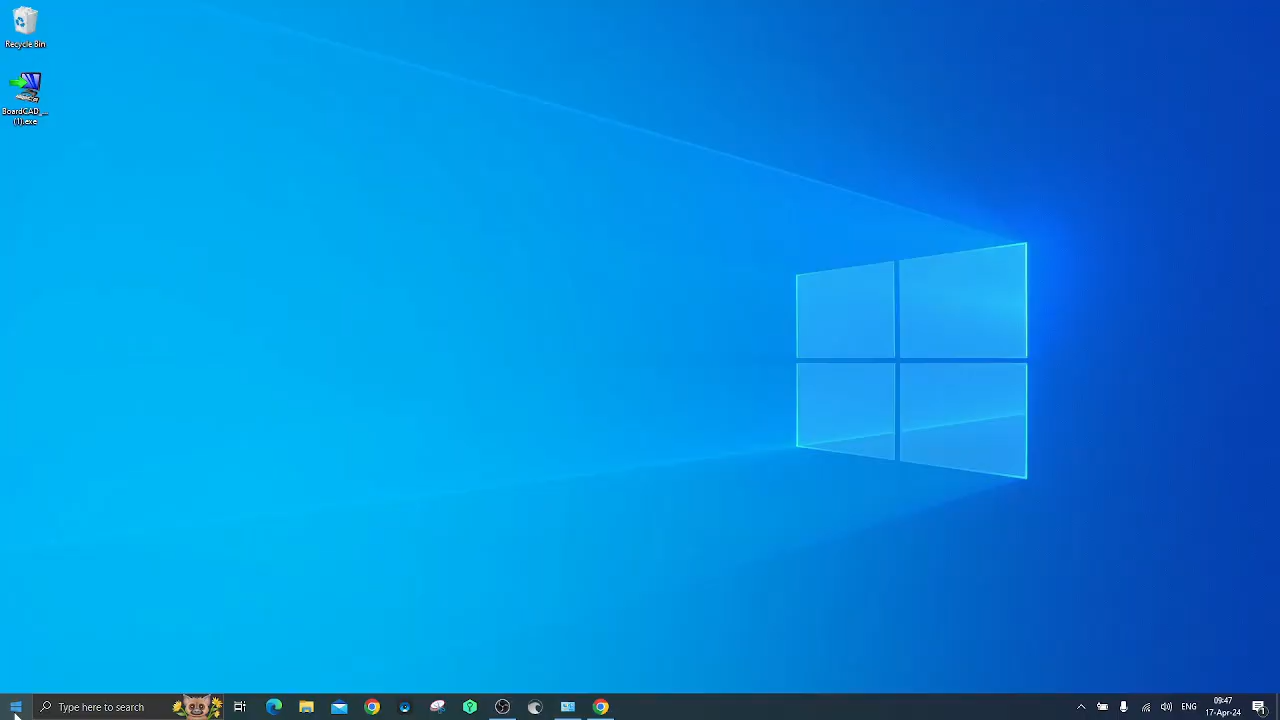 Recycle Bin
BoardCAD_...
(1).exe
Type here to search
ENG
09:47
17-Apr-24